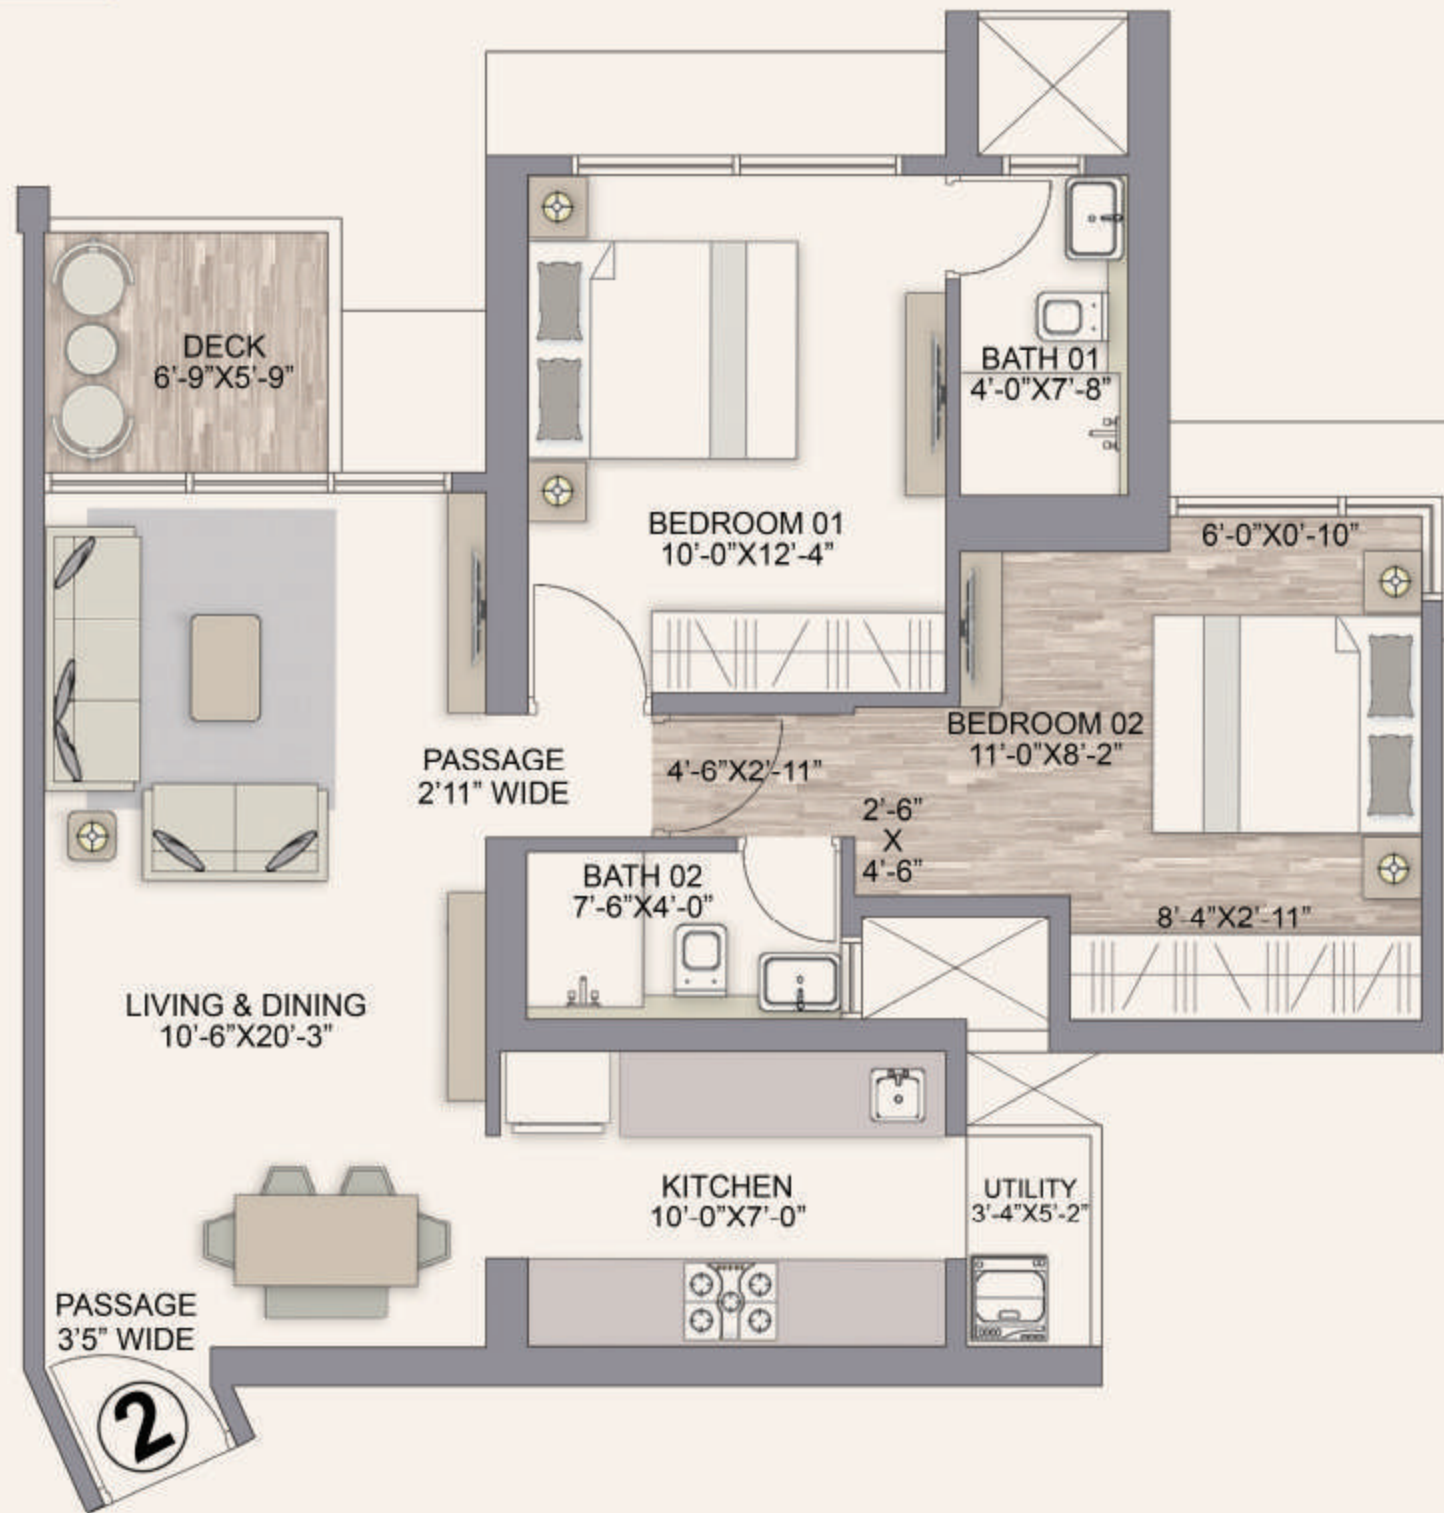 DECK
6'-9"X5'-9"
BATH 01
4'-0"X7'-8"
BEDROOM 01
10'-0"X12'-4"
6'-0"X0'-10"
BEDROOM 02
11'-0"X8'-2"
PASSAGE
2'11" WIDE
4'-6"X2'-11"
2'-6"
X
4'-6"
BATH 02
7'-6"X4'-0"
8'-4"X2'-11"
LIVING & DINING
10'-6"X20'-3"
KITCHEN
10'-0"X7'-0"
UTILITY
3'-4"X5'-2"
PASSAGE
3'5" WIDE
2